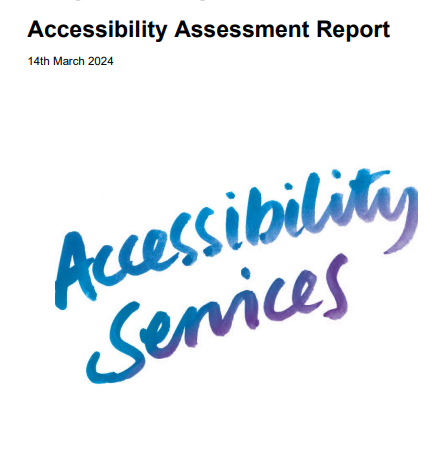 Accessibility Assessment Report
14th March 2024
Accessibility
Services